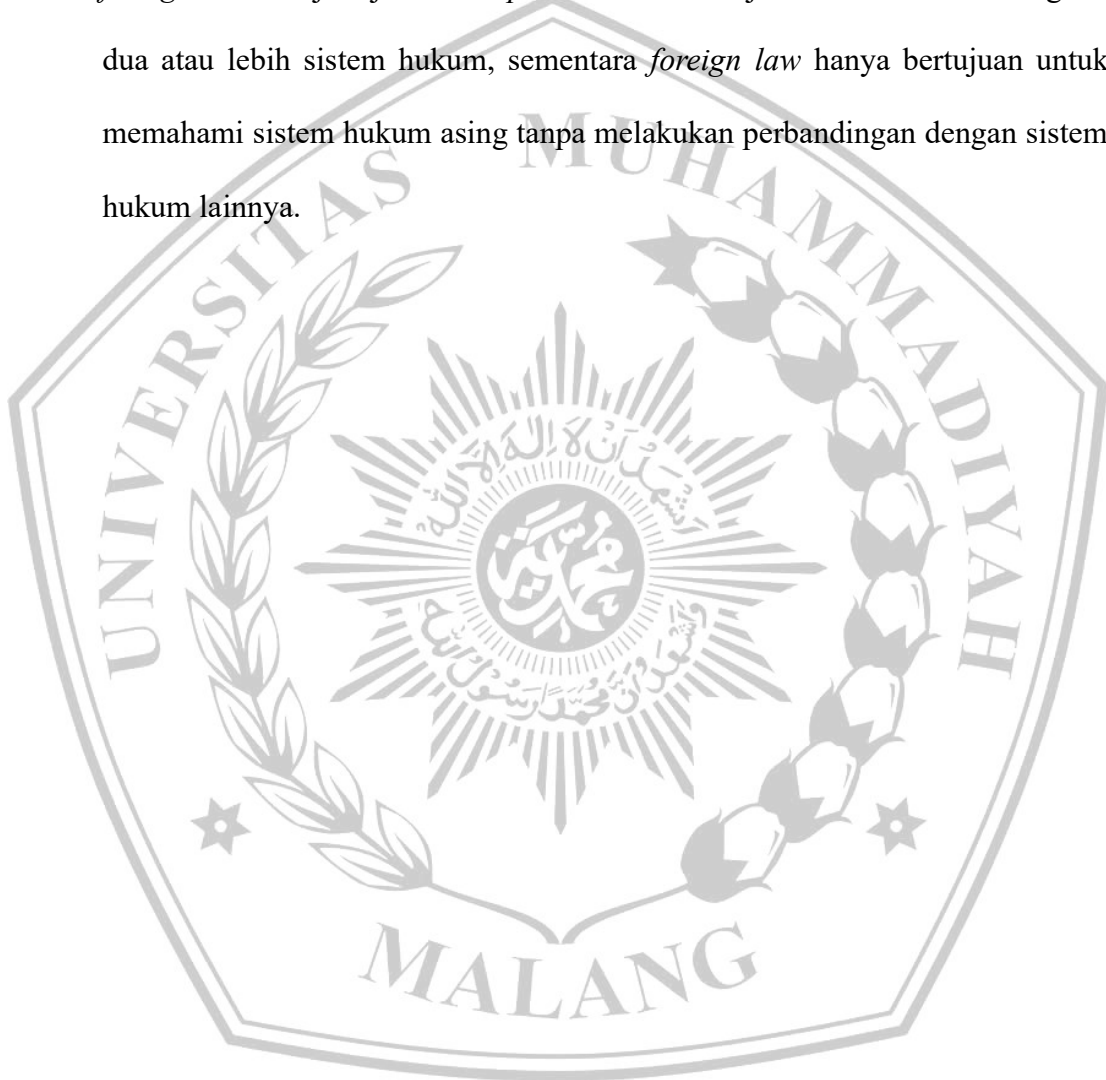 dua atau lebih sistem hukum, sementara foreign law hanya bertujuan untuk
memahami sistem hukum asing tanpa melakukan perbandingan dengan sistem
hukum lainnya.
UNIVERSITAS MUHAMMADIYAH
MALANG